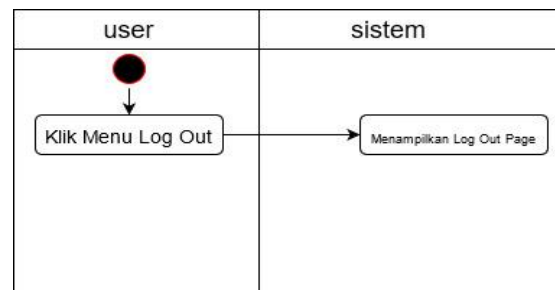 user
sistem
Klik Menu Log Out
Menampilkan Log Out Page